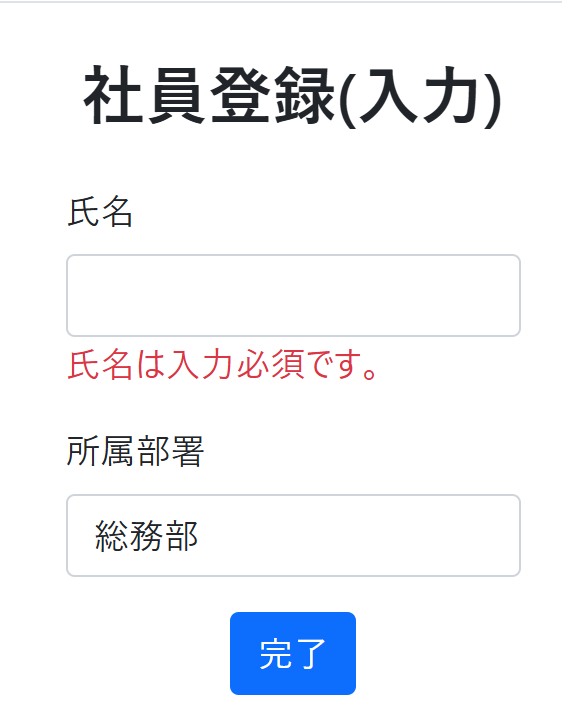 社員登録(入力)
氏名
氏名は入力必須です。
所属部署
総務部
完了